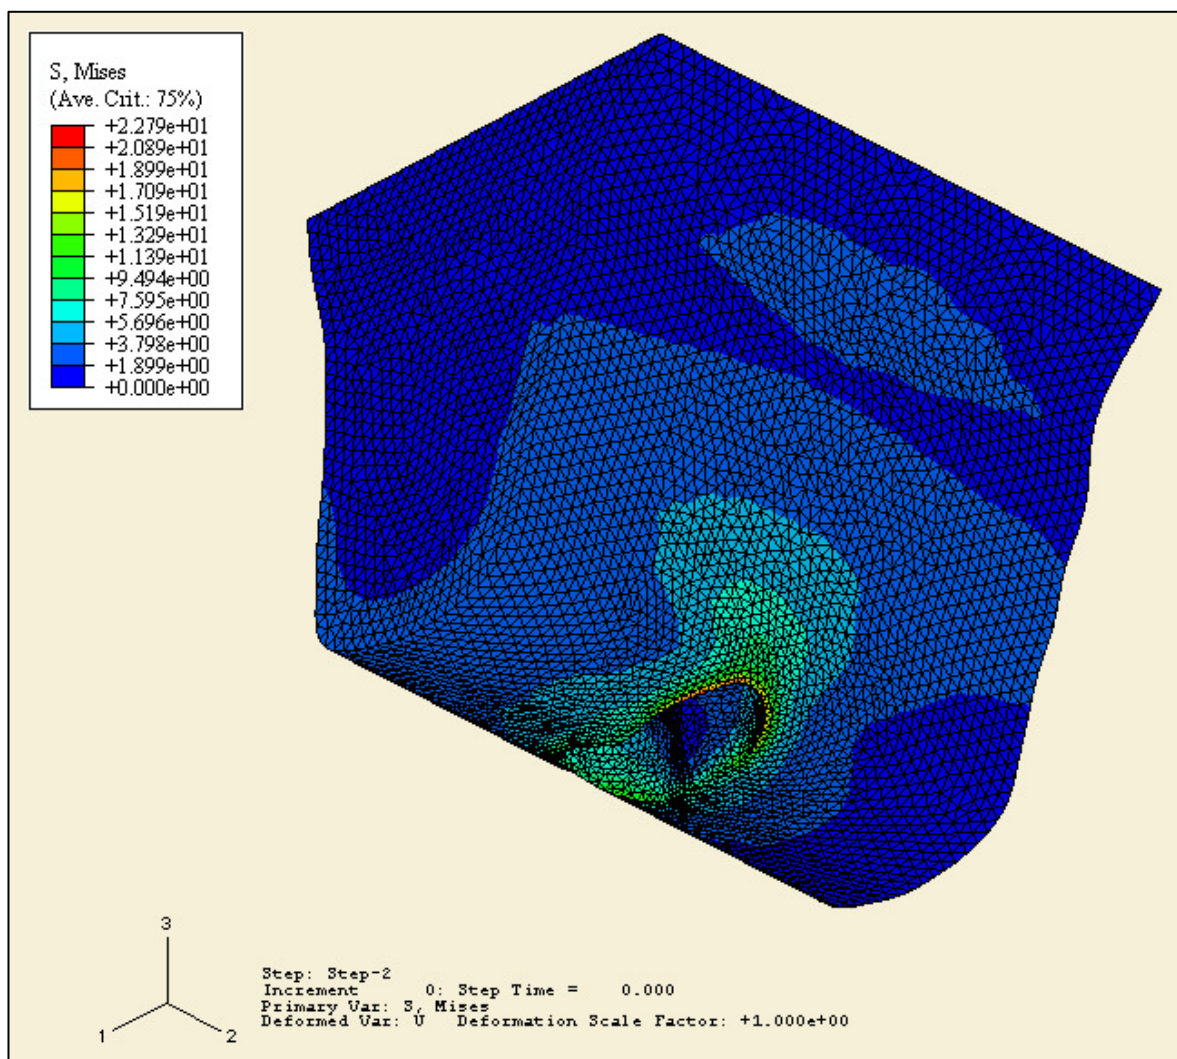 S, Mises
(Ave. Crit.: 75%)
+2.279e+01
+2.089e+01
+1.899e+01
+1.709e+01
+1.519e+01
+1.329e+01
+1.139e+01
+9.494e+00
+7.595e+00
+5.696e+00
+3.798e+00
+1.899e+00
+0.000e+00
3
1
2
Step: Step-2
Increment 0: Step Time = 0.000
Primary Var: S, Mises
Deformed Var: U Deformation Scale Factor: +1.000e+00